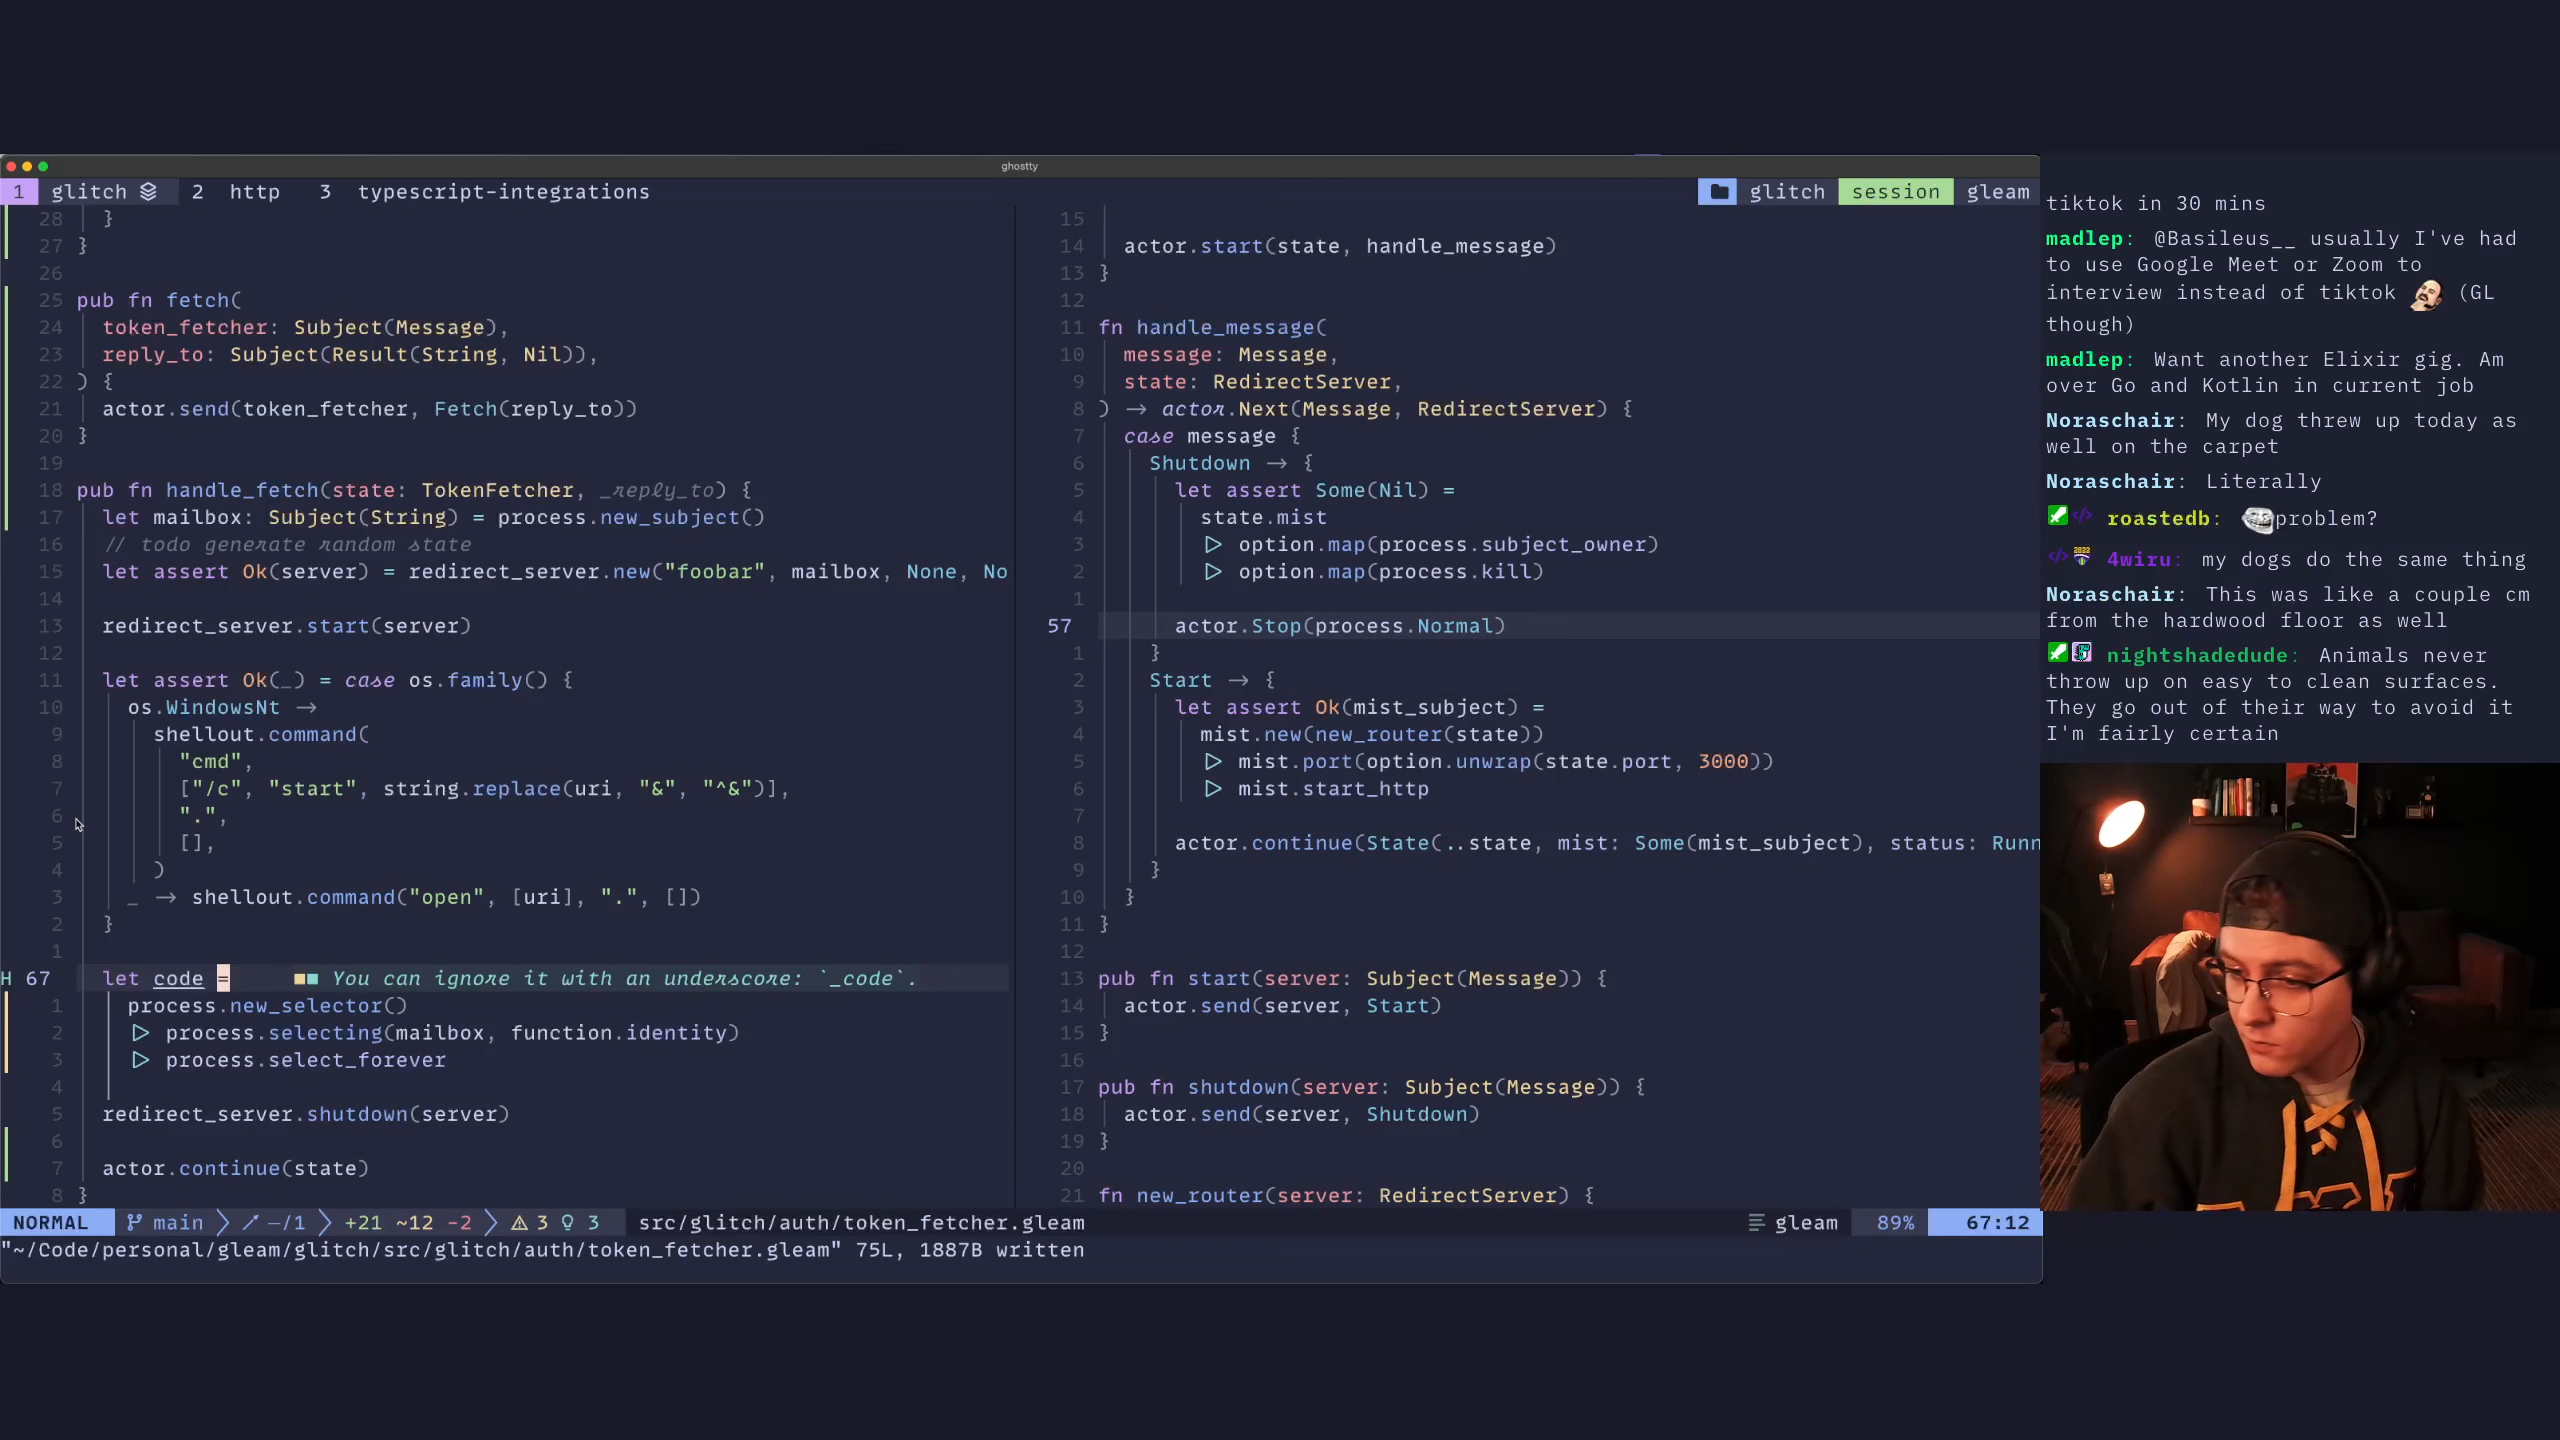 ghostty
1 glitch 2 http 3 typescript-integrations
glitch session gleam
28 }
27 }
26
25 pub fn fetch(
24 token_fetcher: Subject(Message),
23 reply_to: Subject(Result(String, Nil)),
22 ) {
21 actor.send(token_fetcher, Fetch(reply_to))
20 }
19
18 pub fn handle_fetch(state: TokenFetcher, _reply_to) {
17 let mailbox: Subject(String) = process.new_subject()
16 // todo generate random state
15 let assert Ok(server) = redirect_server.new("foobar", mailbox, None, No
14
13 redirect_server.start(server)
12
11 let assert Ok(_) = case os.family() {
10 os.WindowsNt ->
9 shellout.command(
8 "cmd",
7 ["/c", "start", string.replace(uri, "&", "^&")],
6 ".",
5 [],
4 )
3 _ -> shellout.command("open", [uri], ".", [])
2 }
1
H 67 let code = ■■ You can ignore it with an underscore: `_code`.
1 process.new_selector()
2 |> process.selecting(mailbox, function.identity)
3 |> process.select_forever
4
5 redirect_server.shutdown(server)
6
7 actor.continue(state)
8 }
15
14 actor.start(state, handle_message)
13 }
12
11 fn handle_message(
10 message: Message,
9 state: RedirectServer,
8 ) -> actor.Next(Message, RedirectServer) {
7 case message {
6 Shutdown -> {
5 let assert Some(Nil) =
4 state.mist
3 |> option.map(process.subject_owner)
2 |> option.map(process.kill)
1
57 actor.Stop(process.Normal)
1 }
2 Start -> {
3 let assert Ok(mist_subject) =
4 mist.new(new_router(state))
5 |> mist.port(option.unwrap(state.port, 3000))
6 |> mist.start_http
7
8 actor.continue(State(..state, mist: Some(mist_subject), status: Runn
9 }
10 }
11 }
12
13 pub fn start(server: Subject(Message)) {
14 actor.send(server, Start)
15 }
16
17 pub fn shutdown(server: Subject(Message)) {
18 actor.send(server, Shutdown)
19 }
20
21 fn new_router(server: RedirectServer) {
NORMAL main –/1 +21 ~12 -2 3 3 src/glitch/auth/token_fetcher.gleam gleam 89% 67:12
"~/Code/personal/gleam/glitch/src/glitch/auth/token_fetcher.gleam" 75L, 1887B written
tiktok in 30 mins
madlep: @Basileus__ usually I've had
to use Google Meet or Zoom to
interview instead of tiktok (GL
though)
madlep: Want another Elixir gig. Am
over Go and Kotlin in current job
Noraschair: My dog threw up today as
well on the carpet
Noraschair: Literally
roastedb: problem?
4wiru: my dogs do the same thing
Noraschair: This was like a couple cm
from the hardwood floor as well
nightshadedude: Animals never
throw up on easy to clean surfaces.
They go out of their way to avoid it
I'm fairly certain